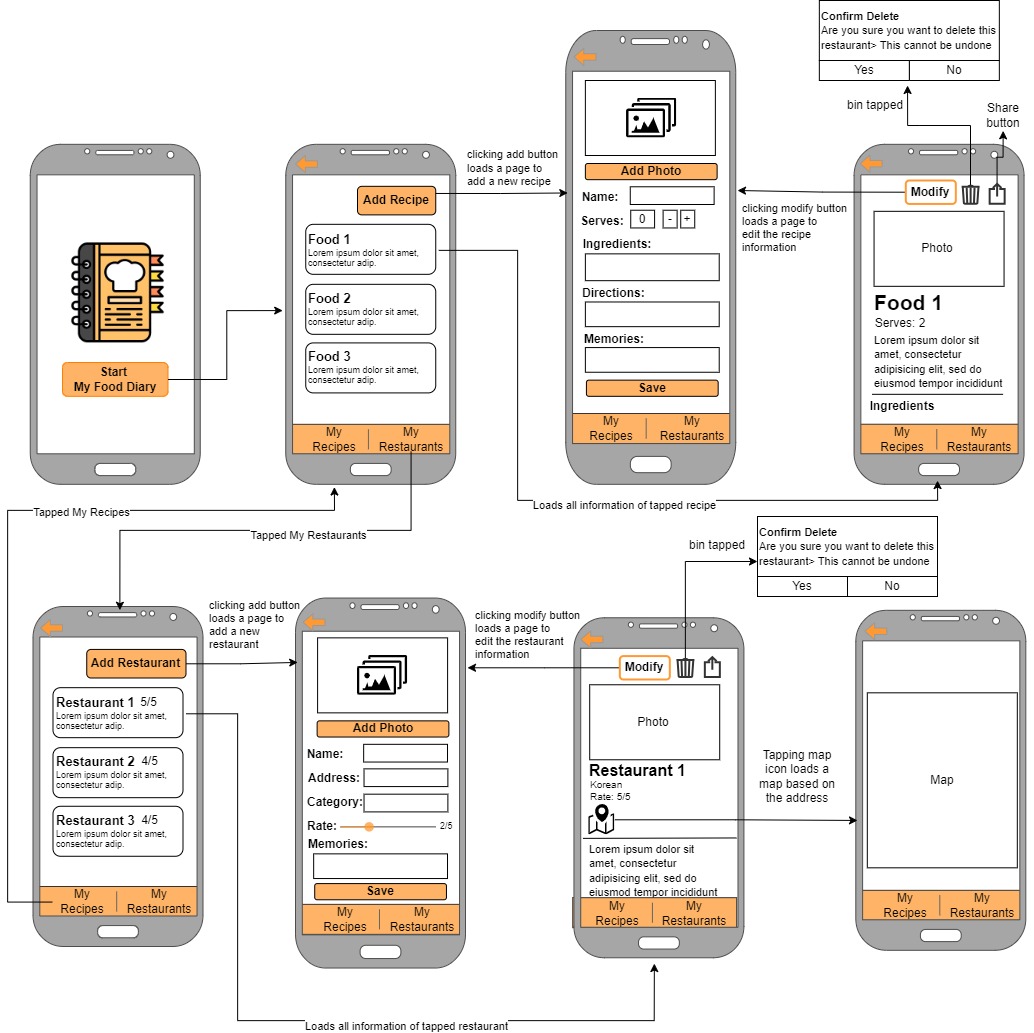 Confirm Delete
Are you sure you want to delete this
restaurant> This cannot be undone
Yes
No
bin tapped
Share
button
Start
My Food Diary
Add Recipe
Food 1
Lorem ipsum dolor sit amet,
consectetur adip.
Food 2
Lorem ipsum dolor sit amet,
consectetur adip.
Food 3
Lorem ipsum dolor sit amet,
consectetur adip.
My
Recipes
My
Restaurants
clicking add button
loads a page to
add a new recipe
Add Photo
Name:
Serves:
0
-
+
Ingredients:
Directions:
Memories:
Save
My
Recipes
My
Restaurants
clicking modify button
loads a page to
edit the recipe
information
Modify
Photo
Food 1
Serves: 2
Lorem ipsum dolor sit
amet, consectetur
adipisicing elit, sed do
eiusmod tempor incididunt
Ingredients
My
Recipes
My
Restaurants
Tapped My Recipes
Tapped My Restaurants
Loads all information of tapped recipe
Confirm Delete
Are you sure you want to delete this
restaurant> This cannot be undone
Yes
No
bin tapped
Add Restaurant
Restaurant 1 5/5
Lorem ipsum dolor sit amet,
consectetur adip.
Restaurant 2 4/5
Lorem ipsum dolor sit amet,
consectetur adip.
Restaurant 3 4/5
Lorem ipsum dolor sit amet,
consectetur adip.
My
Recipes
My
Restaurants
clicking add button
loads a page to
add a new
restaurant
Add Photo
Name:
Address:
Category:
Rate:
2/5
Memories:
Save
My
Recipes
My
Restaurants
clicking modify button
loads a page to
edit the restaurant
information
Modify
Photo
Restaurant 1
Korean
Rate: 5/5
Lorem ipsum dolor sit
amet, consectetur
adipisicing elit, sed do
eiusmod tempor incididunt
My
Recipes
My
Restaurants
Tapping map
icon loads a
map based on
the address
Map
My
Recipes
My
Restaurants
Loads all information of tapped restaurant